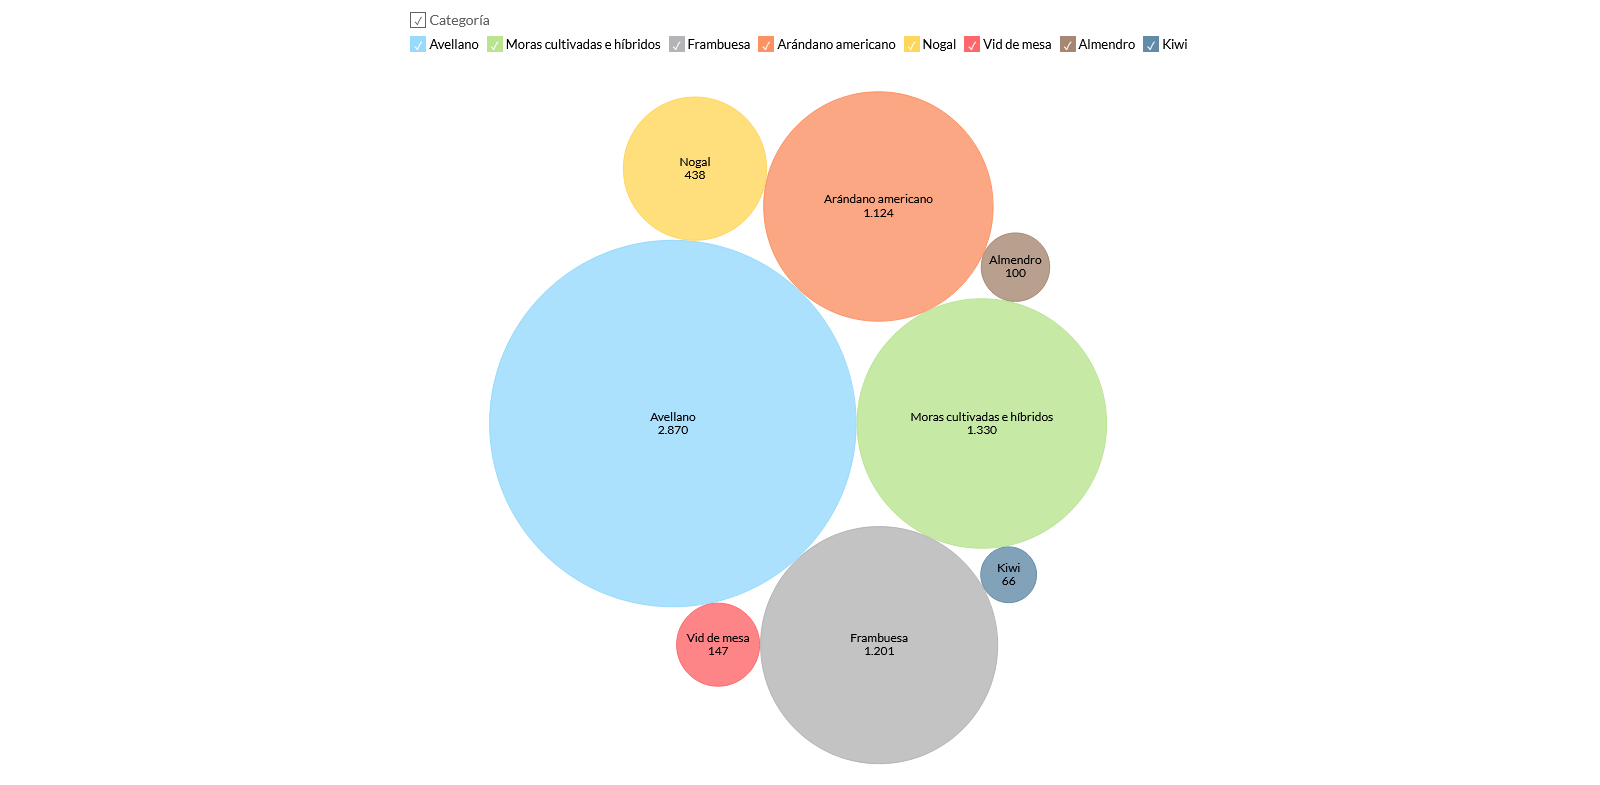 Categoría
Avellano Moras cultivadas e híbridos Frambuesa Arándano americano Nogal Vid de mesa Almendro Kiwi
Nogal
438
Arándano americano
1.124
Almendro
100
Avellano
2.870
Moras cultivadas e híbridos
1.330
Kiwi
66
Vid de mesa
147
Frambuesa
1.201